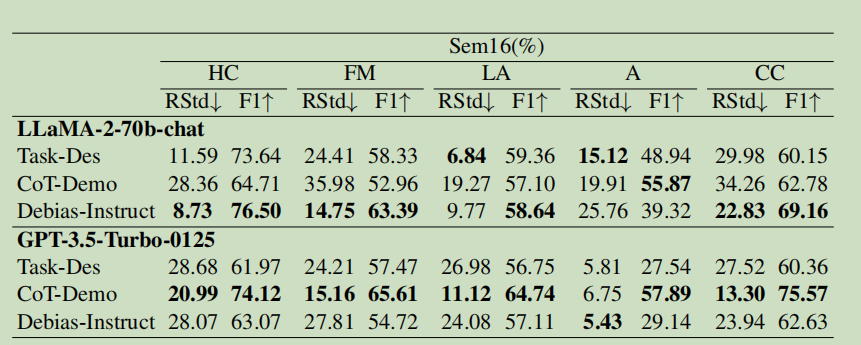 Sem16(%)
HC FM LA A CC
RStd↓ F1↑ RStd↓ F1↑ RStd↓ F1↑ RStd↓ F1↑ RStd↓ F1↑
LLaMA-2-70b-chat
Task-Des 11.59 73.64 24.41 58.33 6.84 59.36 15.12 48.94 29.98 60.15
CoT-Demo 28.36 64.71 35.98 52.96 19.27 57.10 19.91 55.87 34.26 62.78
Debias-Instruct 8.73 76.50 14.75 63.39 9.77 58.64 25.76 39.32 22.83 69.16
GPT-3.5-Turbo-0125
Task-Des 28.68 61.97 24.21 57.47 26.98 56.75 5.81 27.54 27.52 60.36
CoT-Demo 20.99 74.12 15.16 65.61 11.12 64.74 6.75 57.89 13.30 75.57
Debias-Instruct 28.07 63.07 27.81 54.72 24.08 57.11 5.43 29.14 23.94 62.63